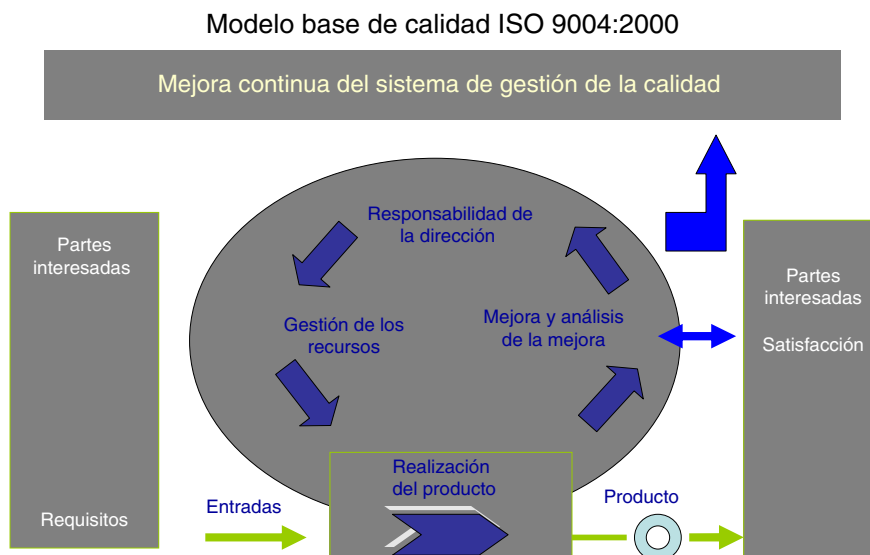 Modelo base de calidad ISO 9004:2000
Mejora continua del sistema de gestión de la calidad
Partes
interesadas
Requisitos
Responsabilidad de
la dirección
Gestión de los
recursos
Mejora y análisis
de la mejora
Realización
del producto
Entradas
Producto
Partes
interesadas
Satisfacción